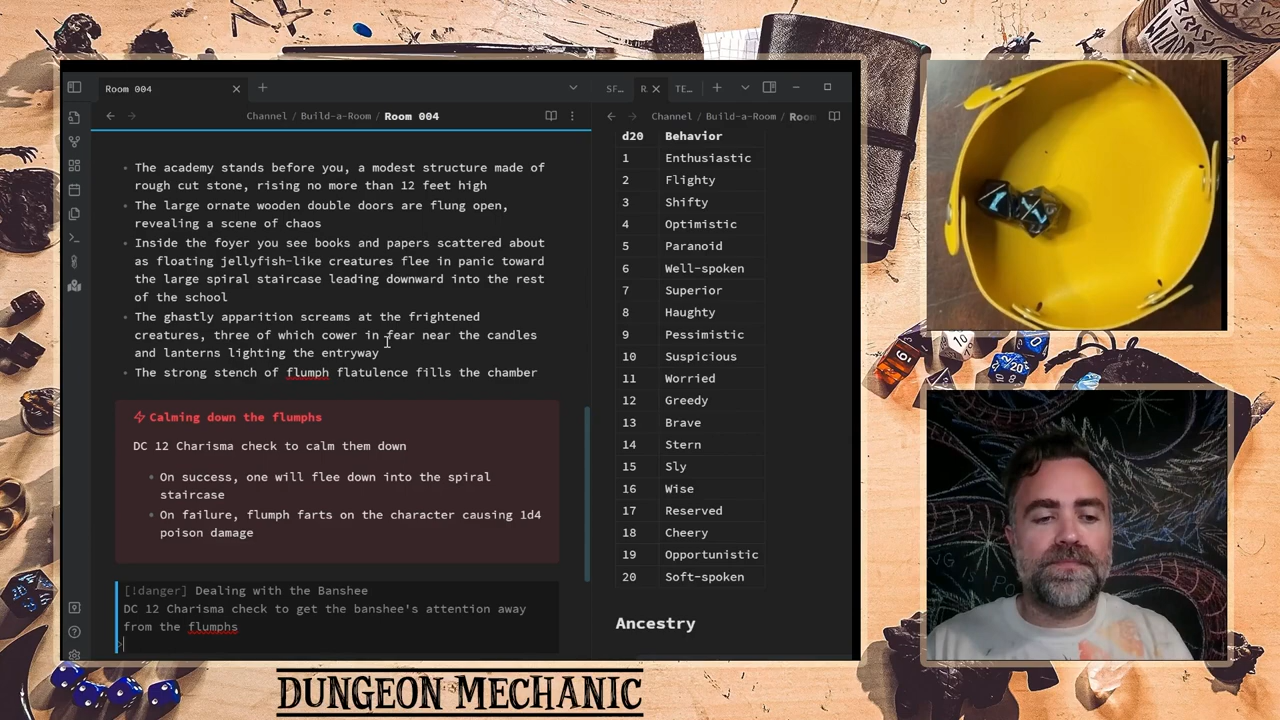 Room 004
SF...
R
TE...
Channel / Build-a-Room / Room 004
Channel / Build-a-Room / Roon
The academy stands before you, a modest structure made of
rough cut stone, rising no more than 12 feet high
The large ornate wooden double doors are flung open,
revealing a scene of chaos
Inside the foyer you see books and papers scattered about
as floating jellyfish-like creatures flee in panic toward
the large spiral staircase leading downward into the rest
of the school
The ghastly apparition screams at the frightened
creatures, three of which cower in fear near the candles
and lanterns lighting the entryway
The strong stench of flumph flatulence fills the chamber
Calming down the flumphs
DC 12 Charisma check to calm them down
On success, one will flee down into the spiral
staircase
On failure, flumph farts on the character causing 1d4
poison damage
[!danger] Dealing with the Banshee
DC 12 Charisma check to get the banshee's attention away
from the flumphs
d20 Behavior
1 Enthusiastic
2 Flighty
3 Shifty
4 Optimistic
5 Paranoid
6 Well-spoken
7 Superior
8 Haughty
9 Pessimistic
10 Suspicious
11 Worried
12 Greedy
13 Brave
14 Stern
15 Sly
16 Wise
17 Reserved
18 Cheery
19 Opportunistic
20 Soft-spoken
Ancestry
DUNGEON MECHANIC